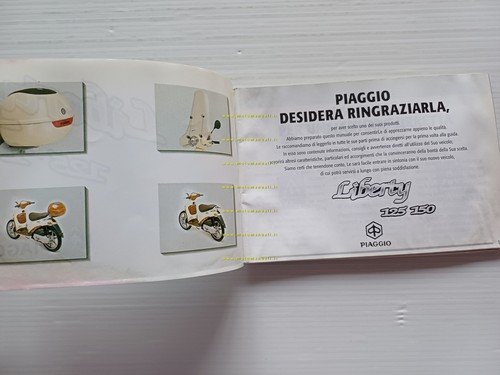 PIAGGIO
DESIDERA RINGRAZIARLA,
per aver scelto uno dei suoi prodotti.
Abbiamo preparato questo manuale per consentirLe di apprezzarne appieno le qualità.
Le raccomandiamo di leggerlo in tutte le sue parti prima di accingersi per la prima volta alla guida.
In esso sono contenute informazioni, consigli e avvertenze diretti all'utilizzo del Suo veicolo;
scoprirà altresì caratteristiche, particolari ed accorgimenti che la convinceranno della bontà della Sua scelta.
Siamo certi che tenendone conto, Le sarà facile entrare in sintonia con il suo nuovo veicolo,
di cui potrà servirsi a lungo con piena soddisfazione.
Liberty
125 150
PIAGGIO